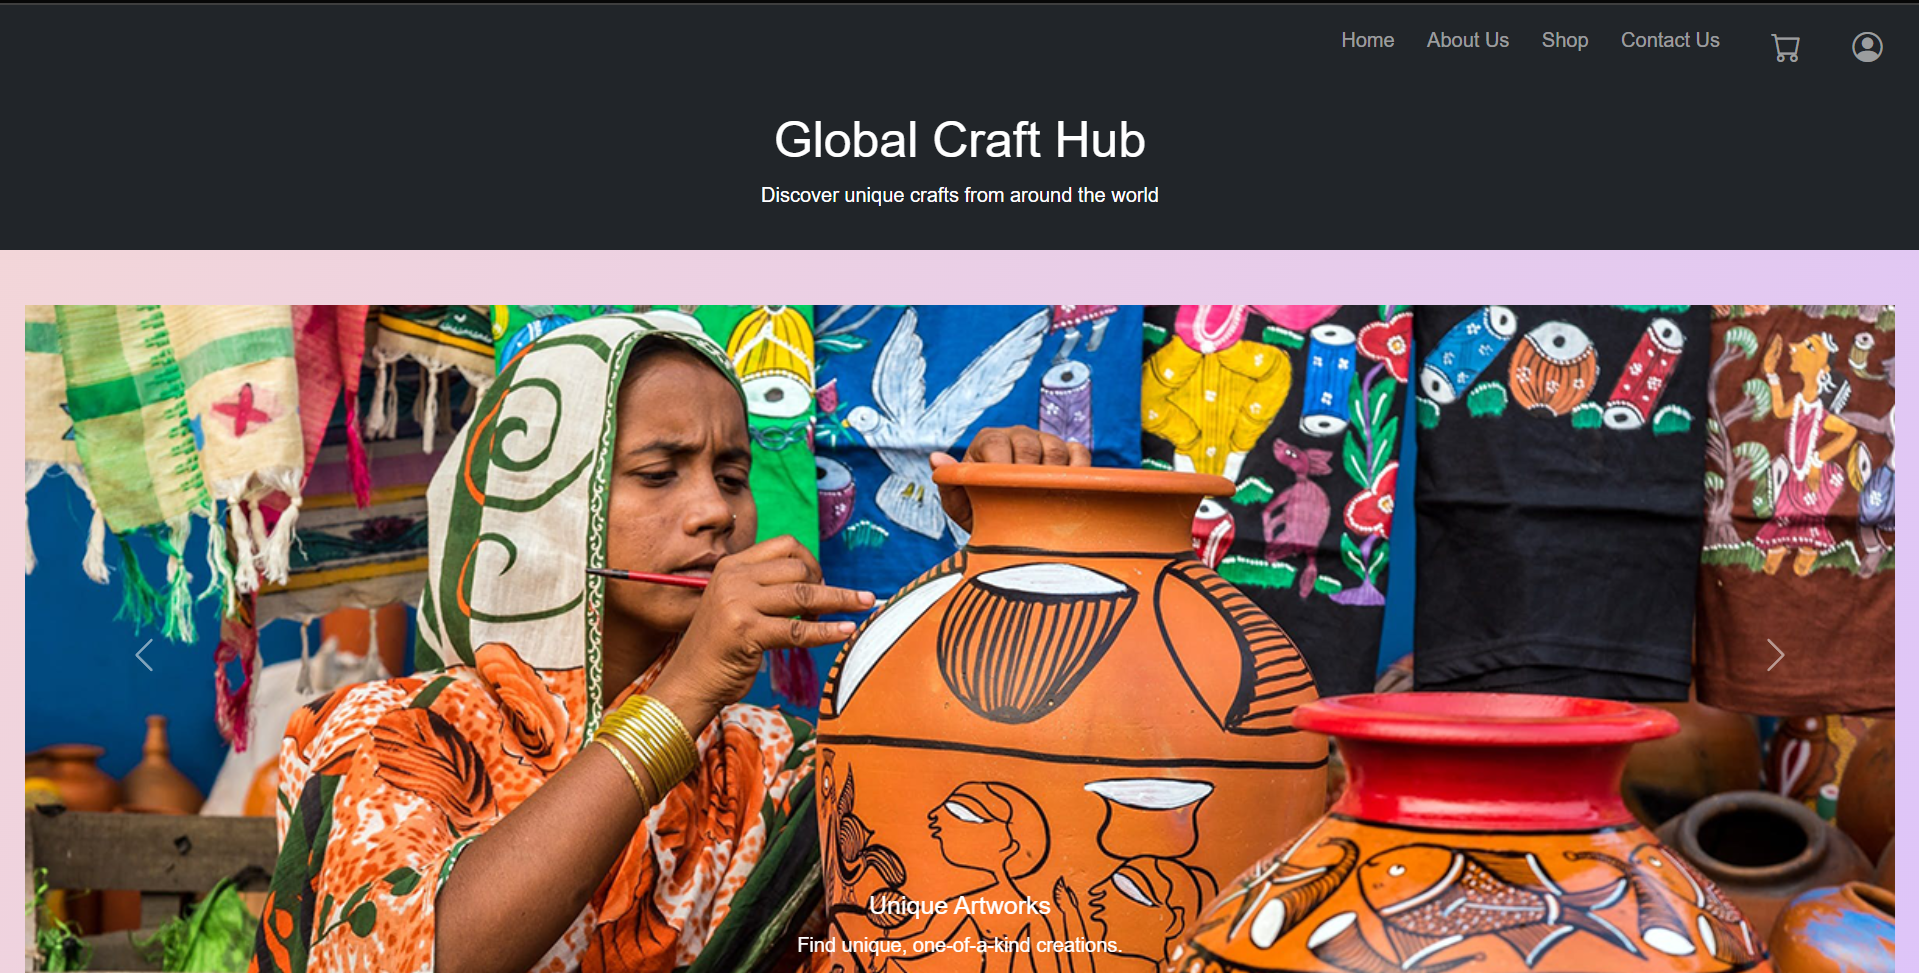 Home About Us Shop Contact Us
Global Craft Hub
Discover unique crafts from around the world
Unique Artworks
Find unique, one-of-a-kind creations.